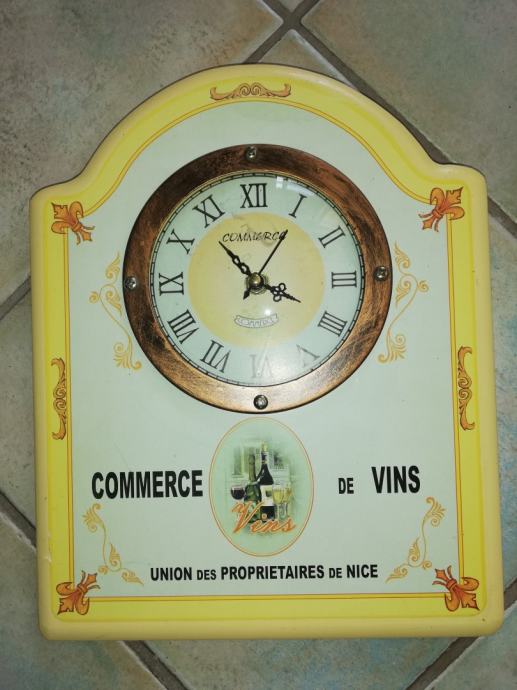 XII
I
II
III
IIII
V
VI
VII
VIII
IX
X
XI
COMMERCE
COMMERCE
DE
VINS
Vins
UNION DES PROPRIETAIRES DE NICE